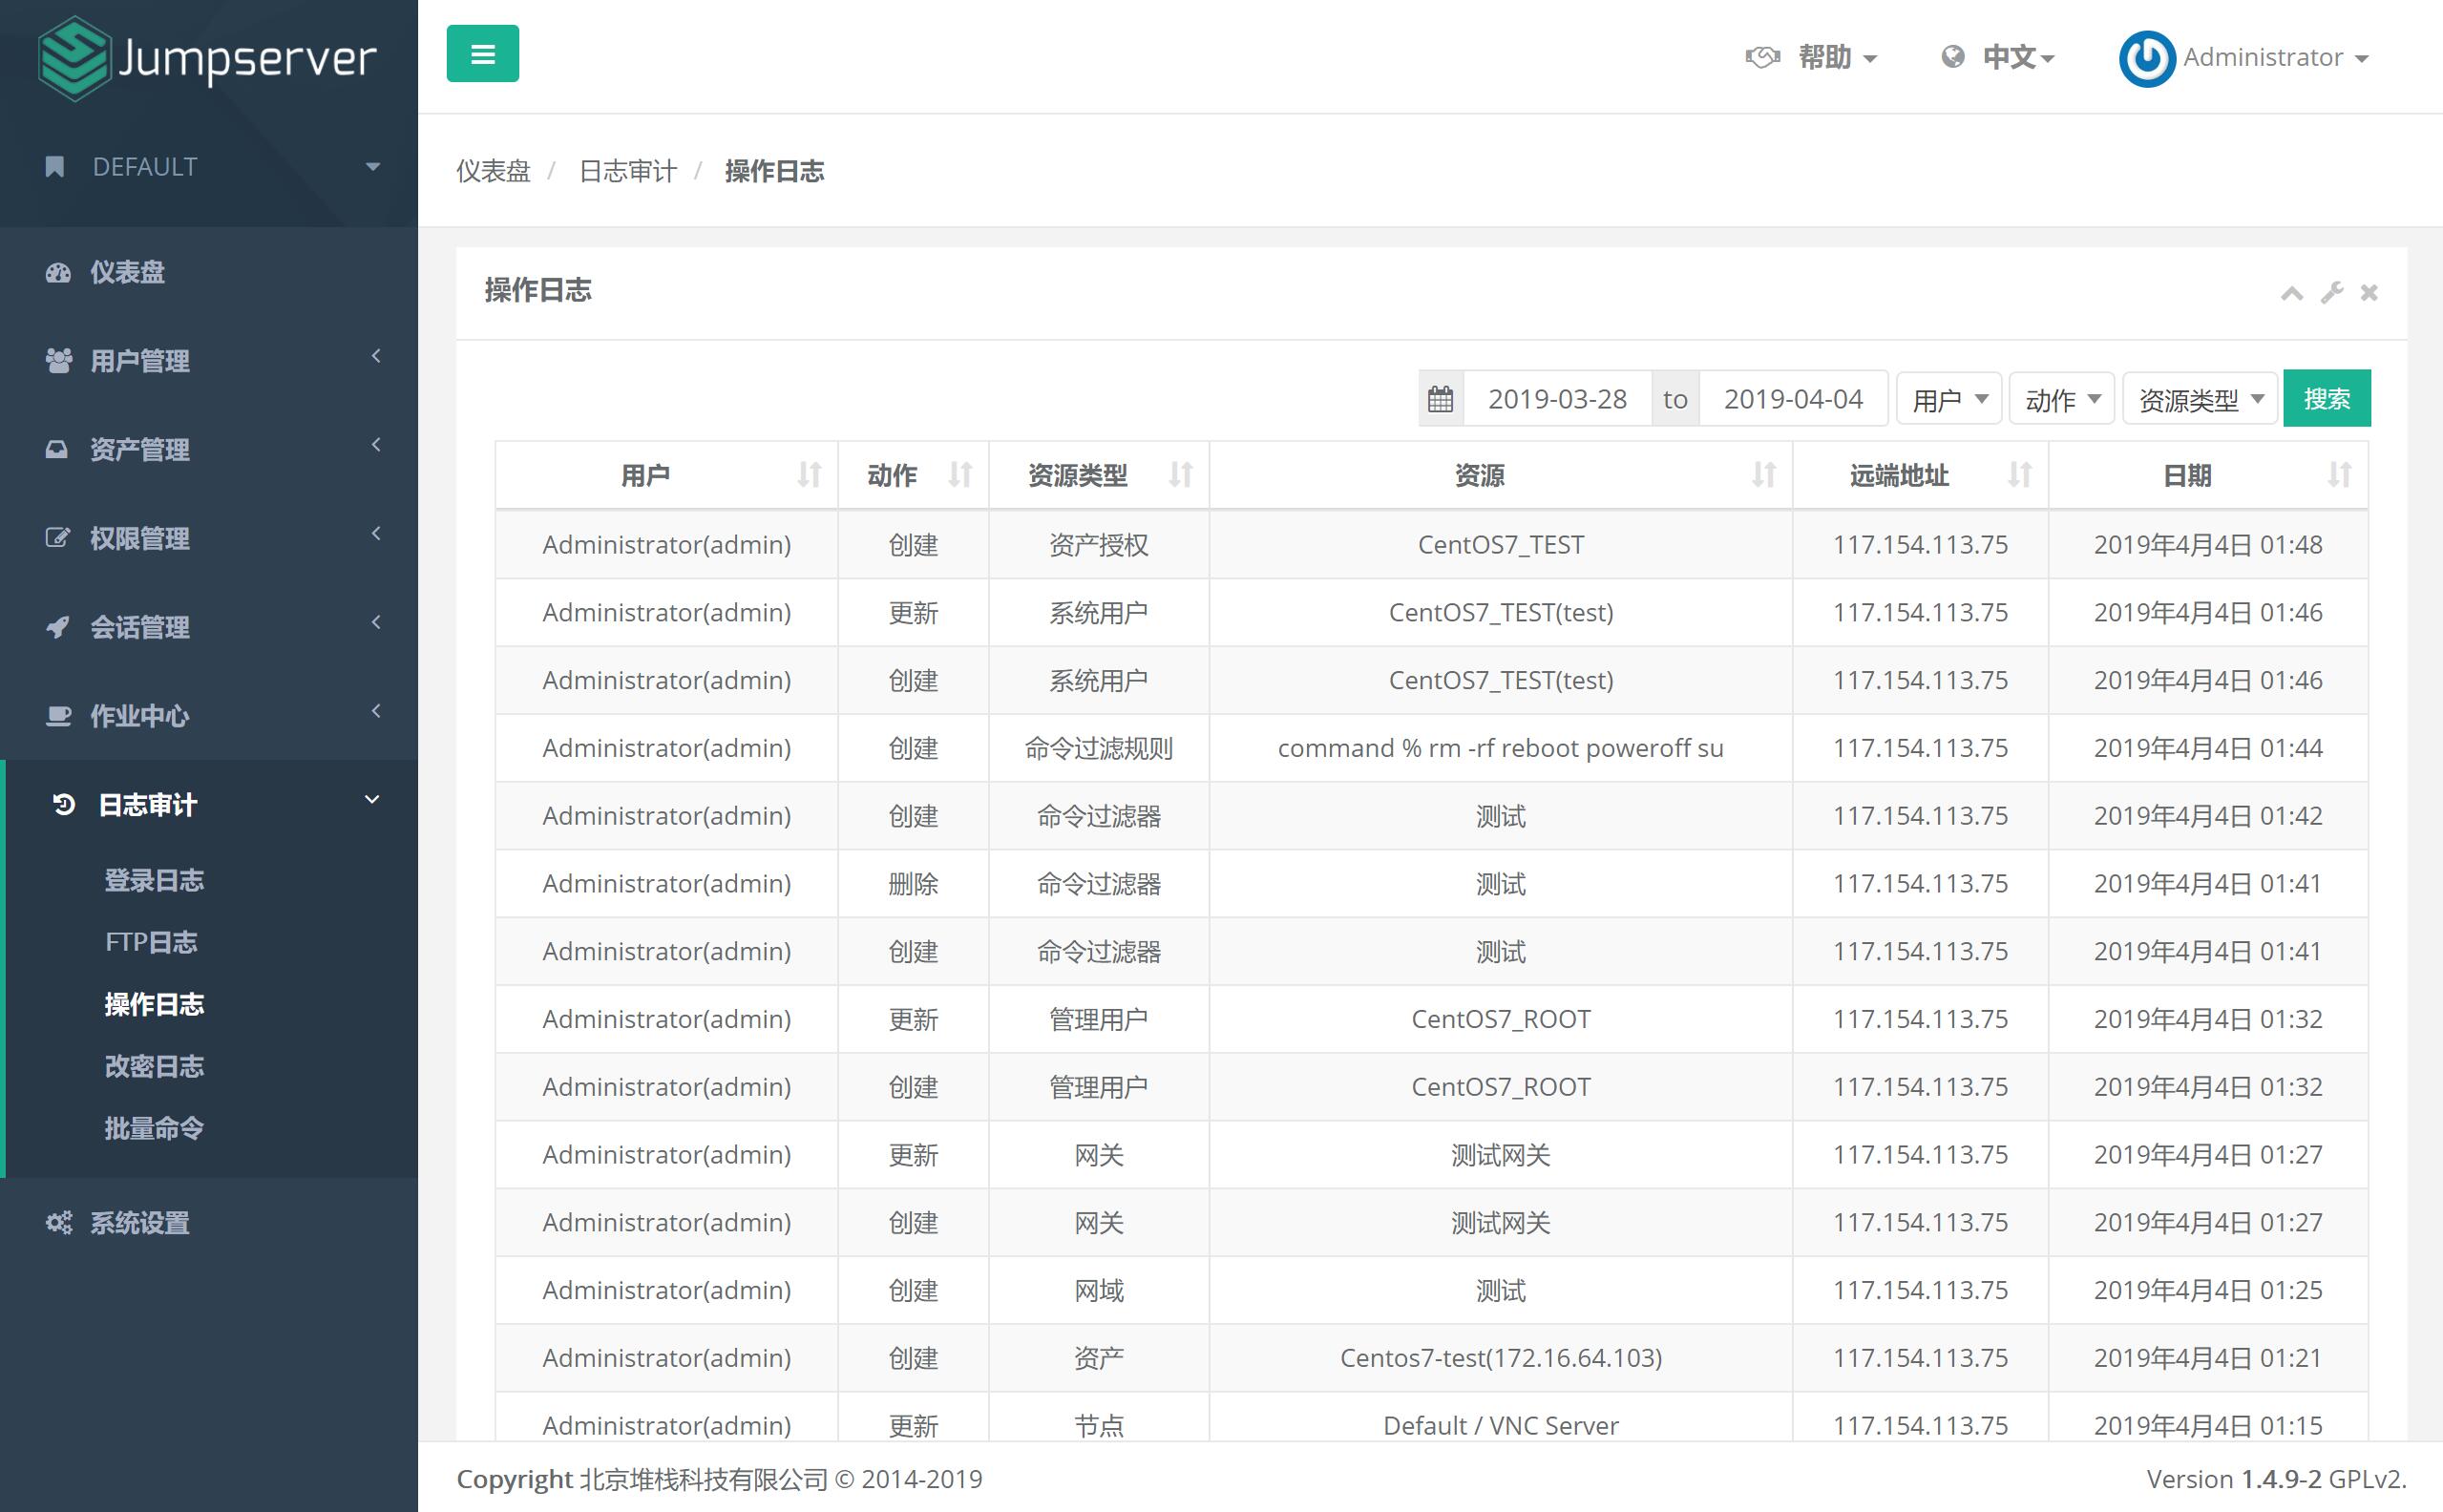 Jumpserver
帮助
中文
Administrator
DEFAULT
仪表盘 / 日志审计 / 操作日志
仪表盘
用户管理
资产管理
权限管理
会话管理
作业中心
日志审计
登录日志
FTP日志
操作日志
改密日志
批量命令
系统设置
操作日志
2019-03-28 to 2019-04-04 用户 动作 资源类型 搜索
用户 动作 资源类型 资源 远端地址 日期
Administrator(admin) 创建 资产授权 CentOS7_TEST 117.154.113.75 2019年4月4日 01:48
Administrator(admin) 更新 系统用户 CentOS7_TEST(test) 117.154.113.75 2019年4月4日 01:46
Administrator(admin) 创建 系统用户 CentOS7_TEST(test) 117.154.113.75 2019年4月4日 01:46
Administrator(admin) 创建 命令过滤规则 command % rm -rf reboot poweroff su 117.154.113.75 2019年4月4日 01:44
Administrator(admin) 创建 命令过滤器 测试 117.154.113.75 2019年4月4日 01:42
Administrator(admin) 删除 命令过滤器 测试 117.154.113.75 2019年4月4日 01:41
Administrator(admin) 创建 命令过滤器 测试 117.154.113.75 2019年4月4日 01:41
Administrator(admin) 更新 管理用户 CentOS7_ROOT 117.154.113.75 2019年4月4日 01:32
Administrator(admin) 创建 管理用户 CentOS7_ROOT 117.154.113.75 2019年4月4日 01:32
Administrator(admin) 更新 网关 测试网关 117.154.113.75 2019年4月4日 01:27
Administrator(admin) 创建 网关 测试网关 117.154.113.75 2019年4月4日 01:27
Administrator(admin) 创建 网域 测试 117.154.113.75 2019年4月4日 01:25
Administrator(admin) 创建 资产 Centos7-test(172.16.64.103) 117.154.113.75 2019年4月4日 01:21
Administrator(admin) 更新 节点 Default / VNC Server 117.154.113.75 2019年4月4日 01:15
Copyright 北京堆栈科技有限公司 © 2014-2019
Version 1.4.9-2 GPLv2.